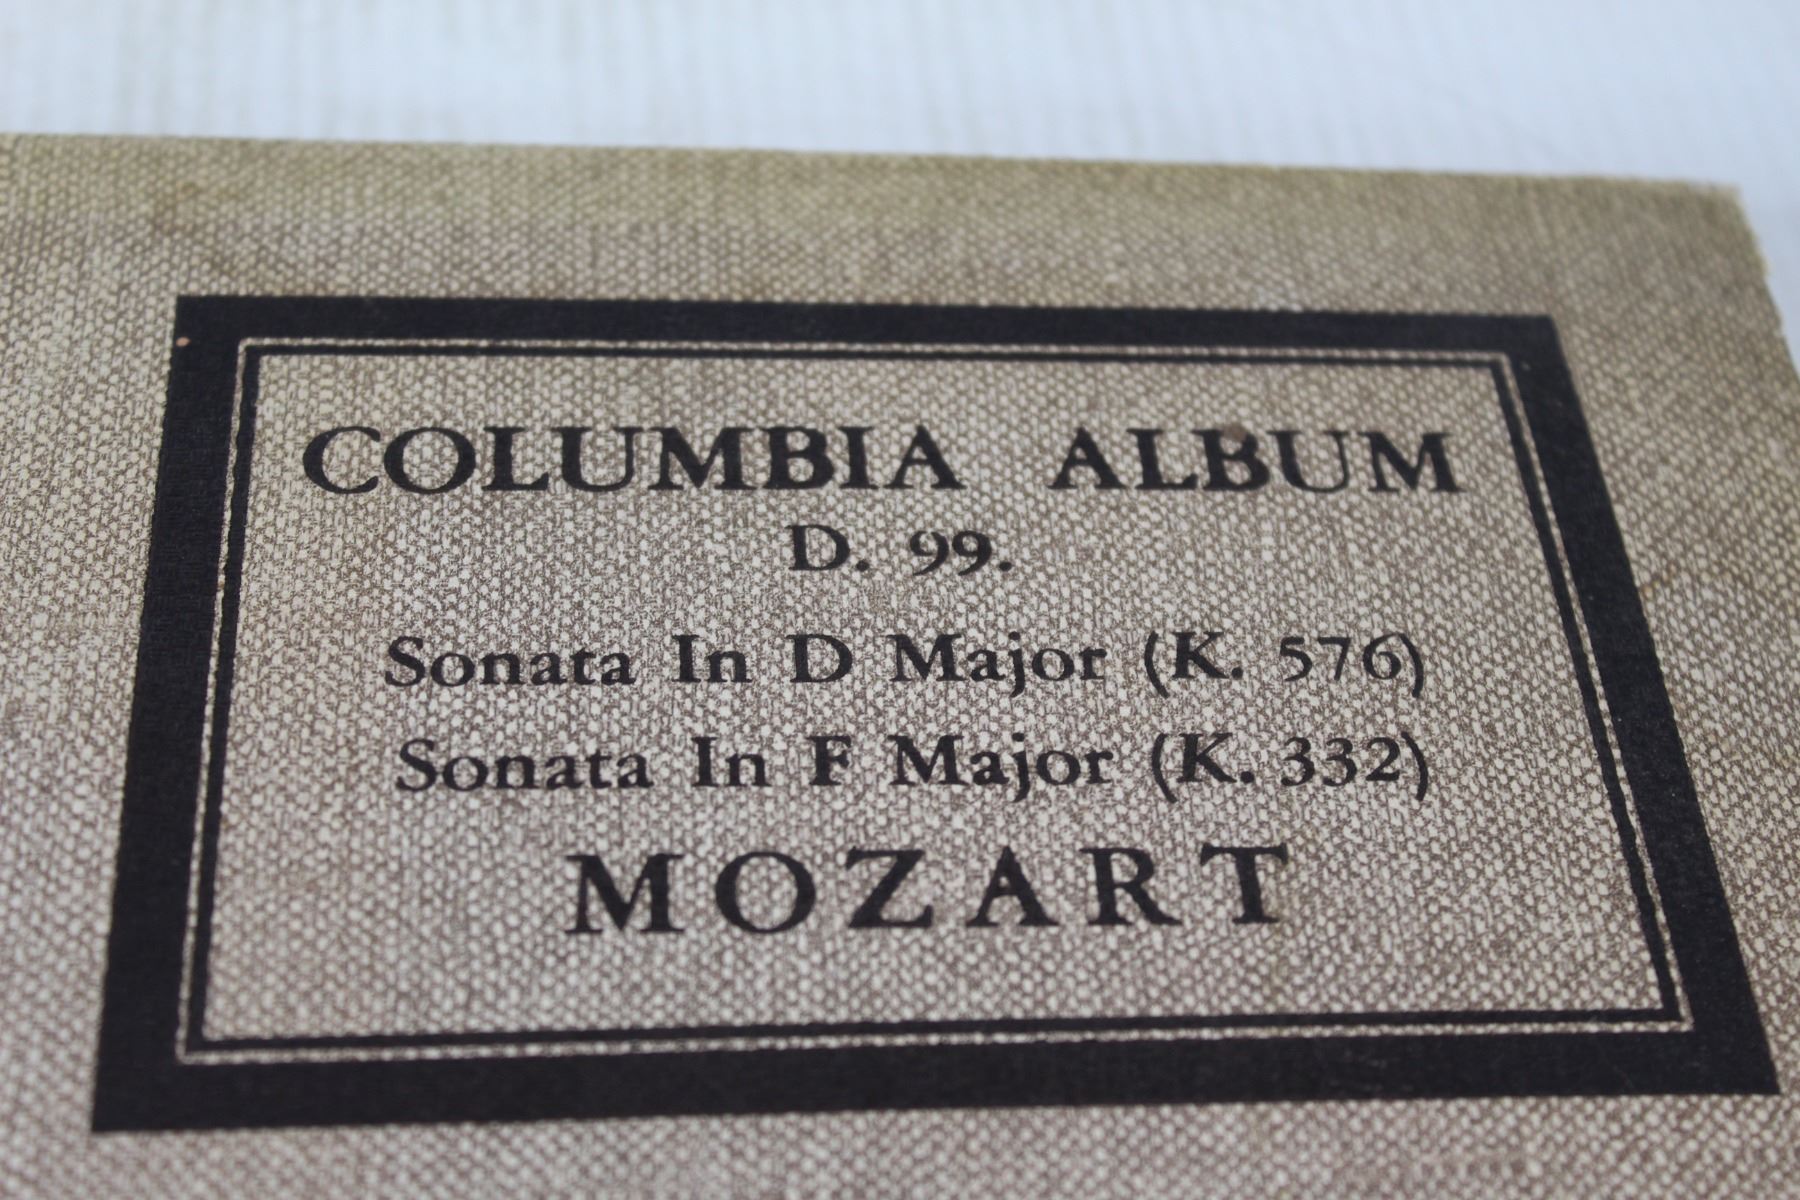 COLUMBIA ALBUM
D. 99.
Sonata In D Major (K. 576)
Sonata In F Major (K. 332)
MOZART